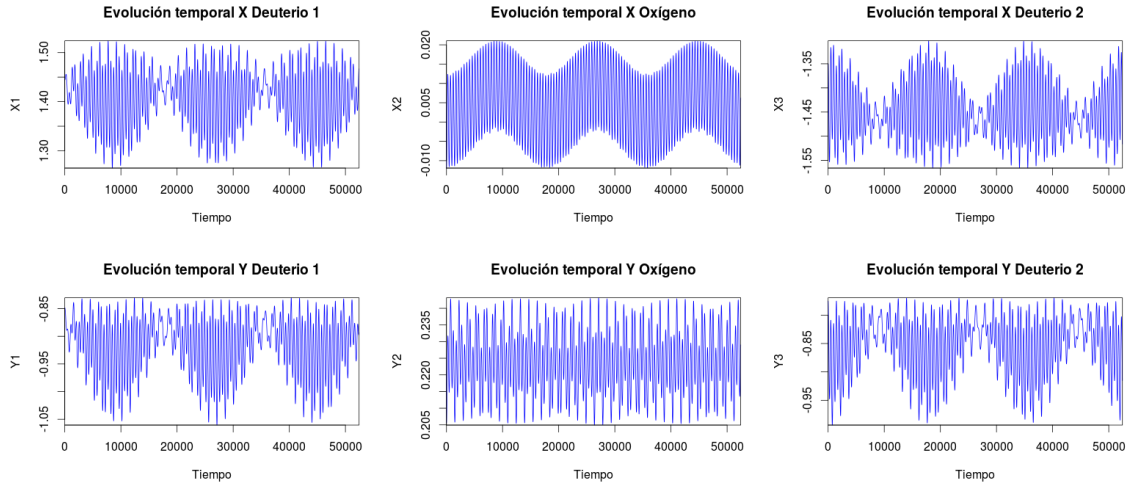 Evolución temporal X Deuterio 1
X1
1.30 1.40 1.50
0 10000 20000 30000 40000 50000
Tiempo
Evolución temporal X Oxígeno
X2
-0.010 0.005 0.020
0 10000 20000 30000 40000 50000
Tiempo
Evolución temporal X Deuterio 2
X3
-1.55 -1.45 -1.35
0 10000 20000 30000 40000 50000
Tiempo
Evolución temporal Y Deuterio 1
Y1
-1.05 -0.95 -0.85
0 10000 20000 30000 40000 50000
Tiempo
Evolución temporal Y Oxígeno
Y2
0.205 0.220 0.235
0 10000 20000 30000 40000 50000
Tiempo
Evolución temporal Y Deuterio 2
Y3
-0.95 -0.85
0 10000 20000 30000 40000 50000
Tiempo